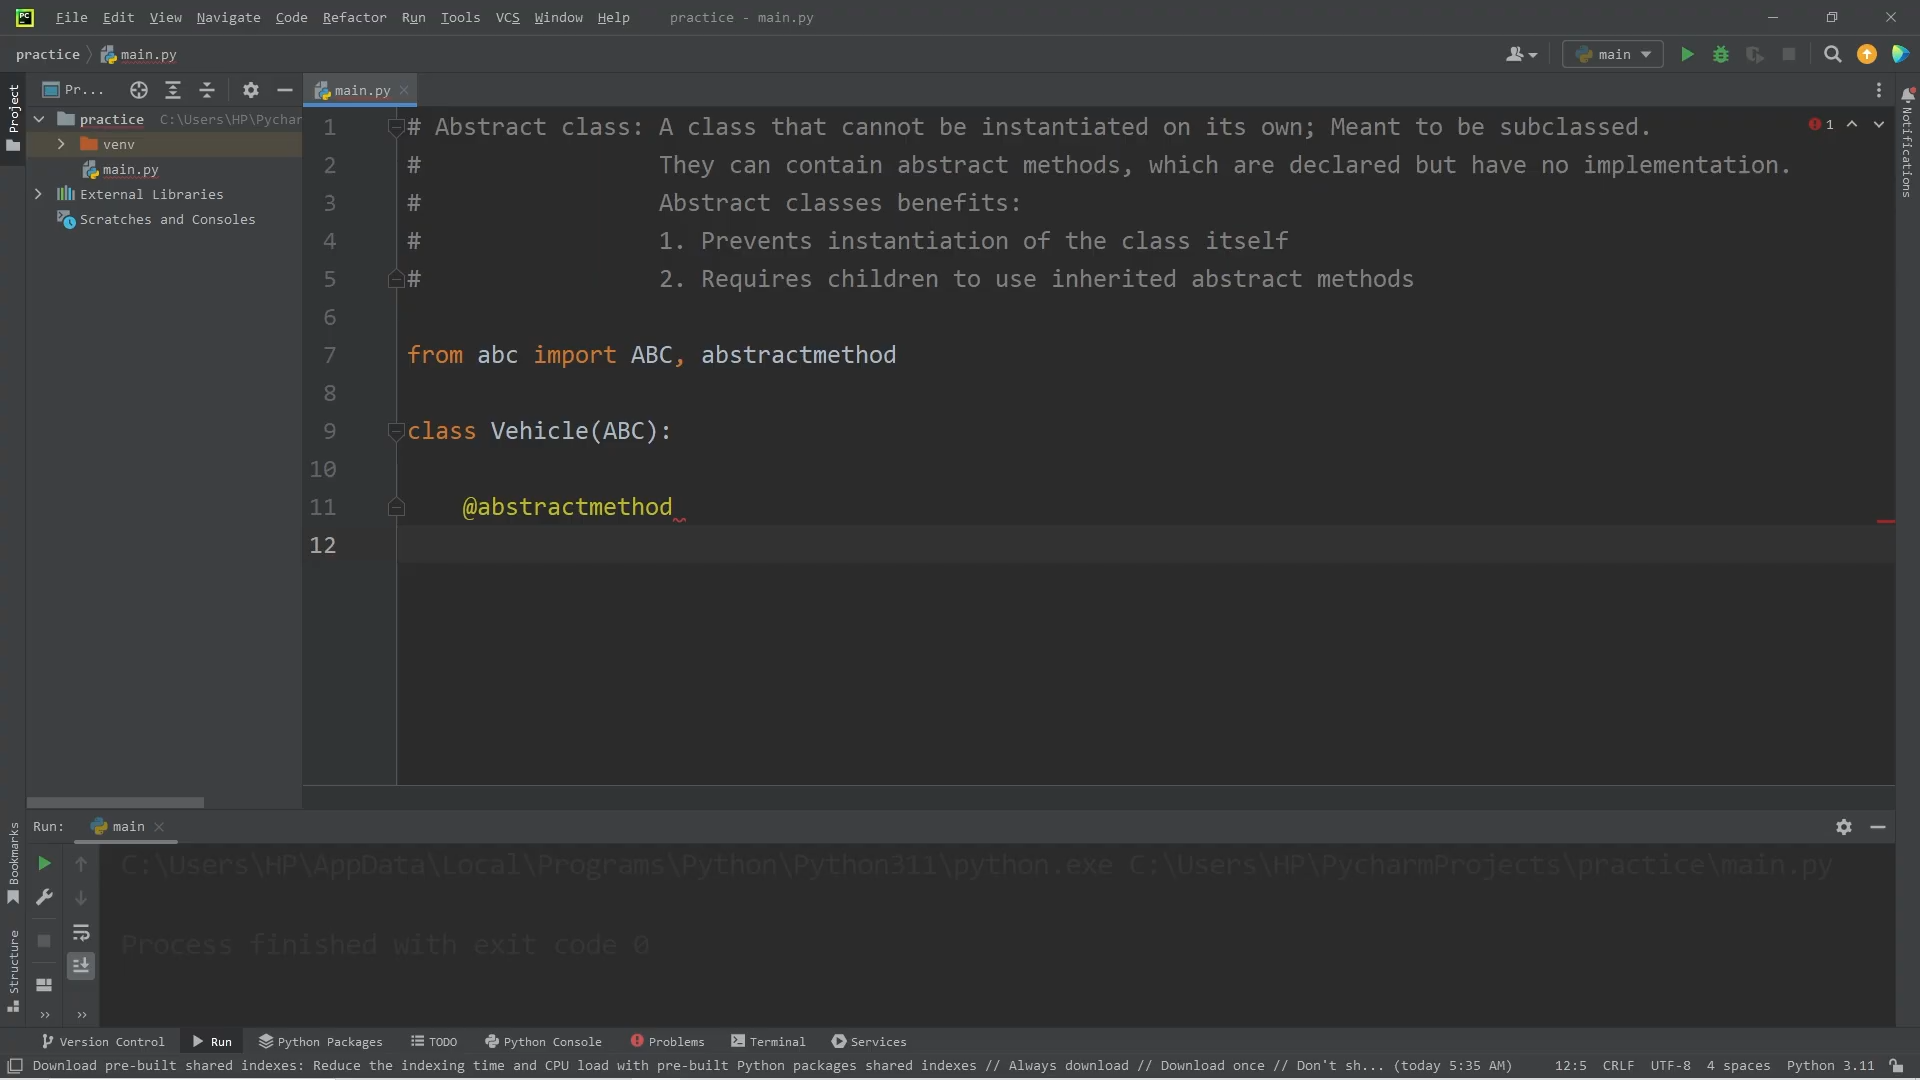 File Edit View Navigate Code Refactor Run Tools VCS Window Help practice - main.py
practice main.py
main
Project
Pr...
main.py
practice C:\Users\HP\Pychar
venv
main.py
External Libraries
Scratches and Consoles
1 # Abstract class: A class that cannot be instantiated on its own; Meant to be subclassed.
2 # They can contain abstract methods, which are declared but have no implementation.
3 # Abstract classes benefits:
4 # 1. Prevents instantiation of the class itself
5 # 2. Requires children to use inherited abstract methods
6
7 from abc import ABC, abstractmethod
8
9 class Vehicle(ABC):
10
11 @abstractmethod
12
1
Notifications
Run: main
C:\Users\HP\AppData\Local\Programs\Python\Python311\python.exe C:\Users\HP\PycharmProjects\practice\main.py
Process finished with exit code 0
Bookmarks
Structure
Version Control Run Python Packages TODO Python Console Problems Terminal Services
Download pre-built shared indexes: Reduce the indexing time and CPU load with pre-built Python packages shared indexes // Always download // Download once // Don't sh... (today 5:35 AM) 12:5 CRLF UTF-8 4 spaces Python 3.11